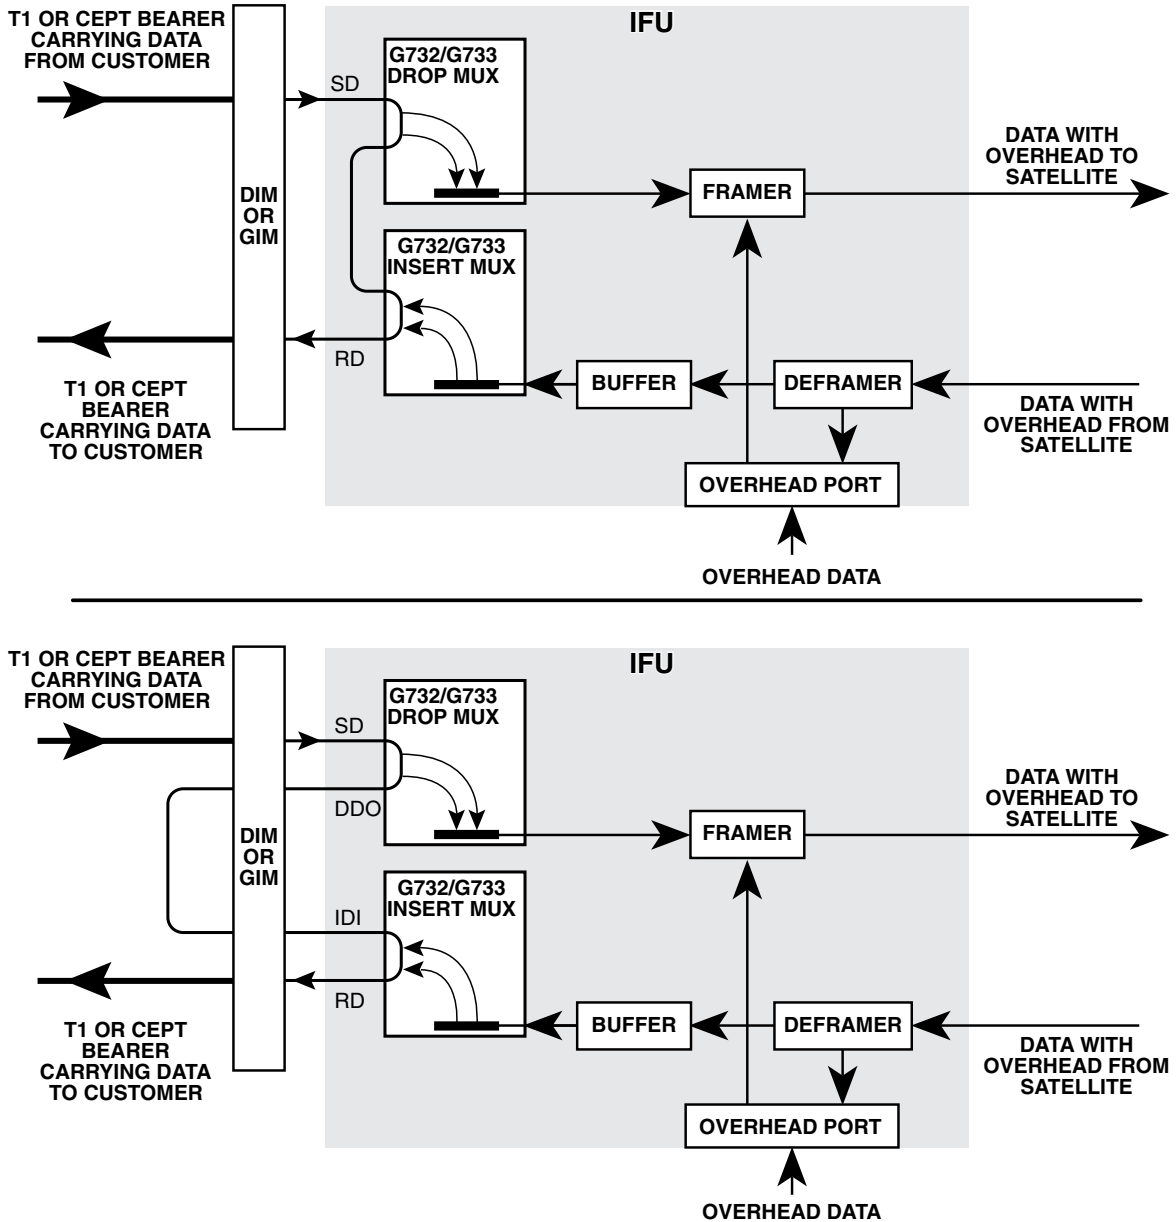 T1 OR CEPT BEARER
CARRYING DATA
FROM CUSTOMER
IFU
G732/G733
DROP MUX
SD
DATA WITH
OVERHEAD TO
SATELLITE
FRAMER
DIM
OR
GIM
G732/G733
INSERT MUX
RD
BUFFER
DEFRAMER
T1 OR CEPT
BEARER
CARRYING DATA
TO CUSTOMER
DATA WITH
OVERHEAD FROM
SATELLITE
OVERHEAD PORT
OVERHEAD DATA
T1 OR CEPT BEARER
CARRYING DATA
FROM CUSTOMER
IFU
G732/G733
DROP MUX
SD
DDO
DATA WITH
OVERHEAD TO
SATELLITE
FRAMER
DIM
OR
GIM
G732/G733
INSERT MUX
IDI
RD
BUFFER
DEFRAMER
T1 OR CEPT
BEARER
CARRYING DATA
TO CUSTOMER
DATA WITH
OVERHEAD FROM
SATELLITE
OVERHEAD PORT
OVERHEAD DATA